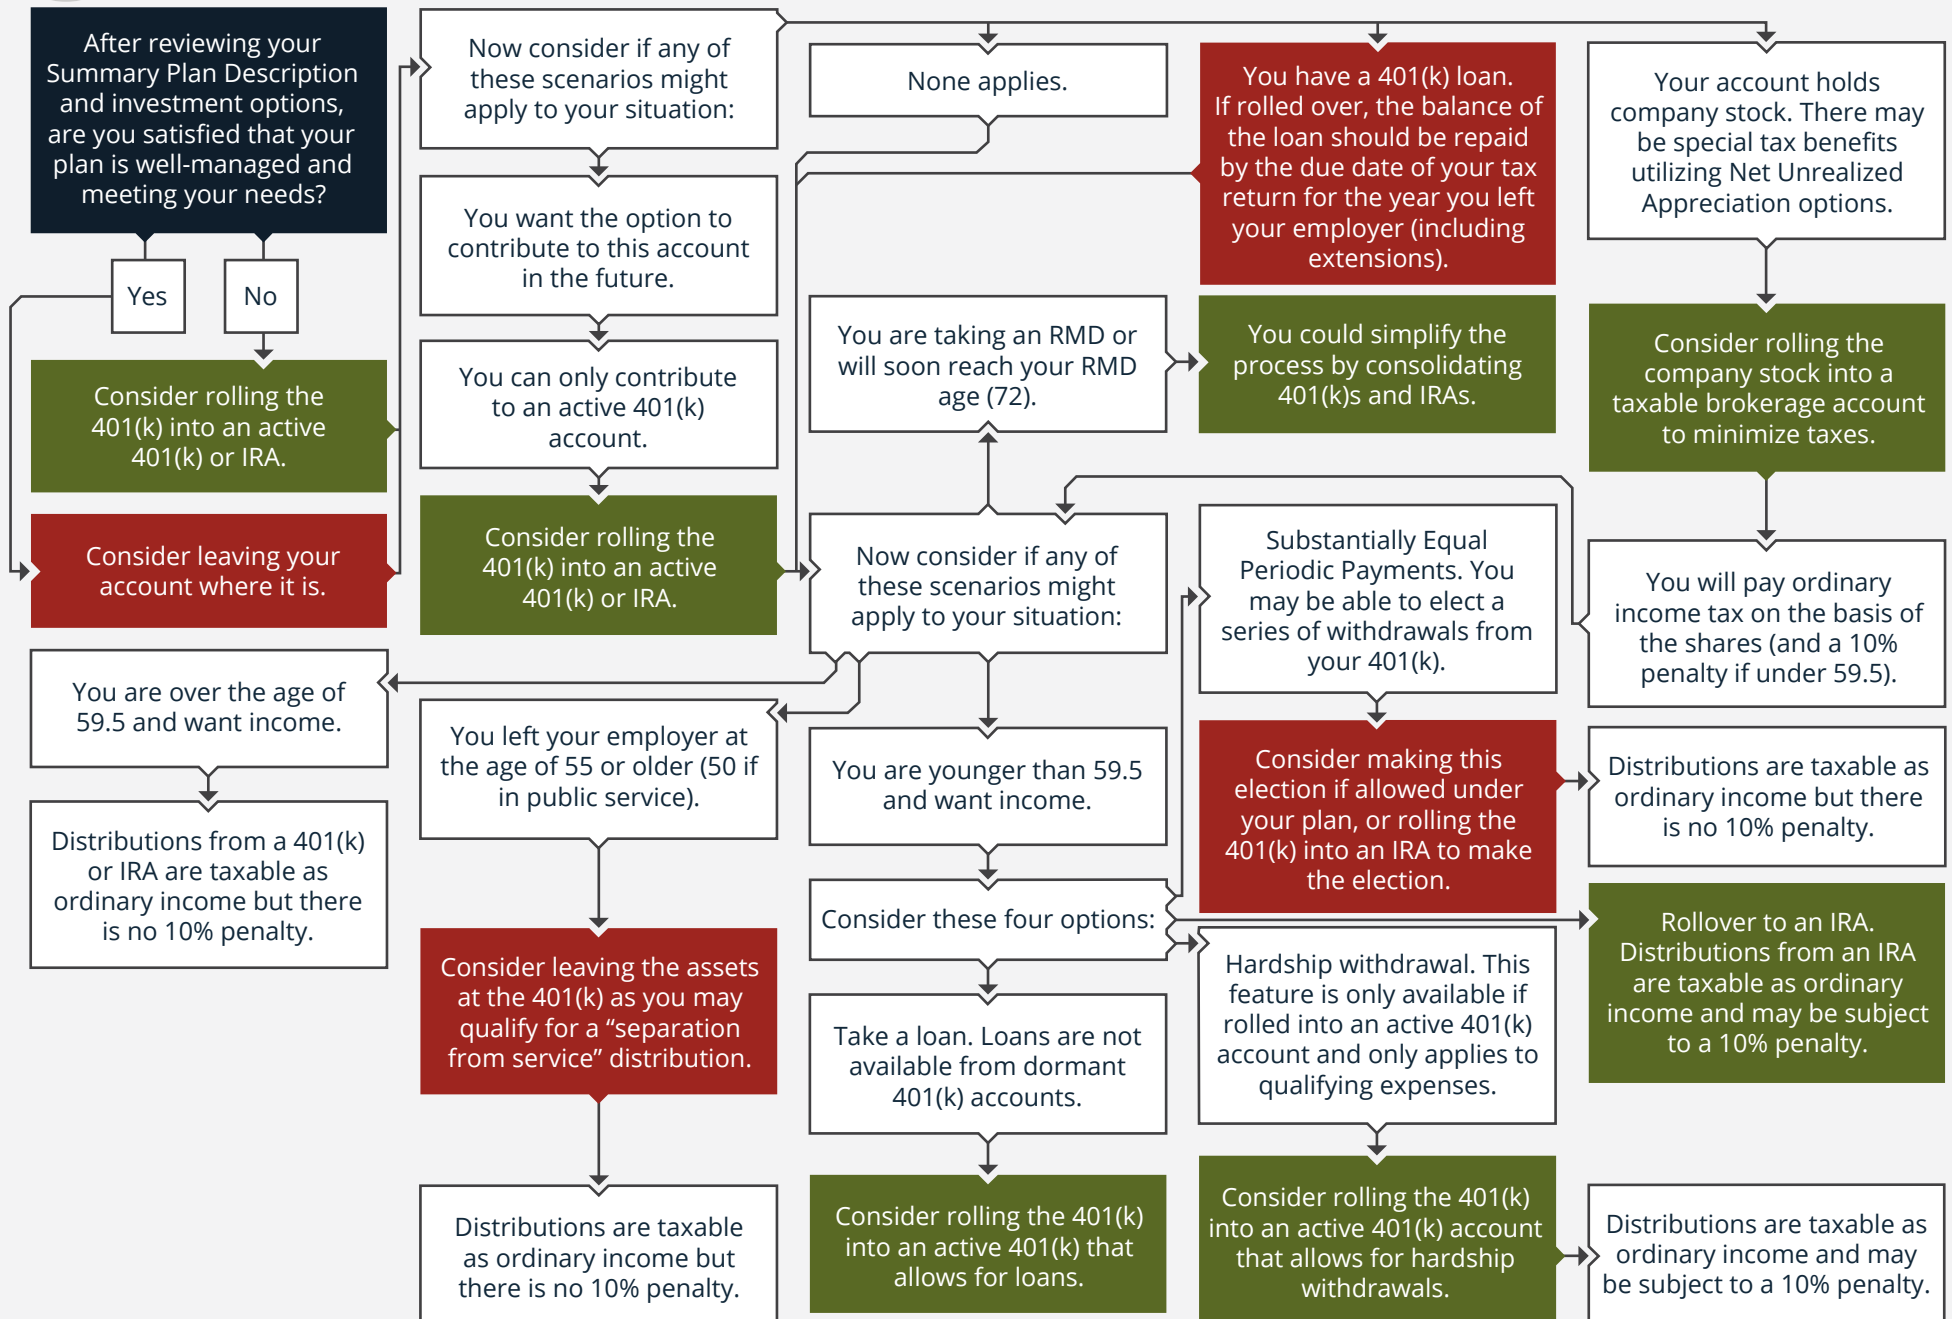 After reviewing your
Summary Plan Description
and investment options,
are you satisfied that your
plan is well-managed and
meeting your needs?
Yes
No
Consider rolling the
401(k) into an active
401(k) or IRA.
Consider leaving your
account where it is.
Now consider if any of
these scenarios might
apply to your situation:
You want the option to
contribute to this account
in the future.
You can only contribute
to an active 401(k)
account.
Consider rolling the
401(k) into an active
401(k) or IRA.
None applies.
You have a 401(k) loan.
If rolled over, the balance of
the loan should be repaid
by the due date of your tax
return for the year you left
your employer (including
extensions).
Your account holds
company stock. There may
be special tax benefits
utilizing Net Unrealized
Appreciation options.
Consider rolling the
company stock into a
taxable brokerage account
to minimize taxes.
You will pay ordinary
income tax on the basis of
the shares (and a 10%
penalty if under 59.5).
Now consider if any of
these scenarios might
apply to your situation:
You are taking an RMD or
will soon reach your RMD
age (72).
You could simplify the
process by consolidating
401(k)s and IRAs.
You are over the age of
59.5 and want income.
Distributions from a 401(k)
or IRA are taxable as
ordinary income but there
is no 10% penalty.
You left your employer at
the age of 55 or older (50 if
in public service).
Consider leaving the assets
at the 401(k) as you may
qualify for a “separation
from service” distribution.
Distributions are taxable
as ordinary income but
there is no 10% penalty.
You are younger than 59.5
and want income.
Consider these four options:
Substantially Equal
Periodic Payments. You
may be able to elect a
series of withdrawals from
your 401(k).
Consider making this
election if allowed under
your plan, or rolling the
401(k) into an IRA to make
the election.
Distributions are taxable as
ordinary income but there
is no 10% penalty.
Rollover to an IRA.
Distributions from an IRA
are taxable as ordinary
income and may be subject
to a 10% penalty.
Hardship withdrawal. This
feature is only available if
rolled into an active 401(k)
account and only applies to
qualifying expenses.
Consider rolling the 401(k)
into an active 401(k) account
that allows for hardship
withdrawals.
Distributions are taxable as
ordinary income and may
be subject to a 10% penalty.
Take a loan. Loans are not
available from dormant
401(k) accounts.
Consider rolling the 401(k)
into an active 401(k) that
allows for loans.